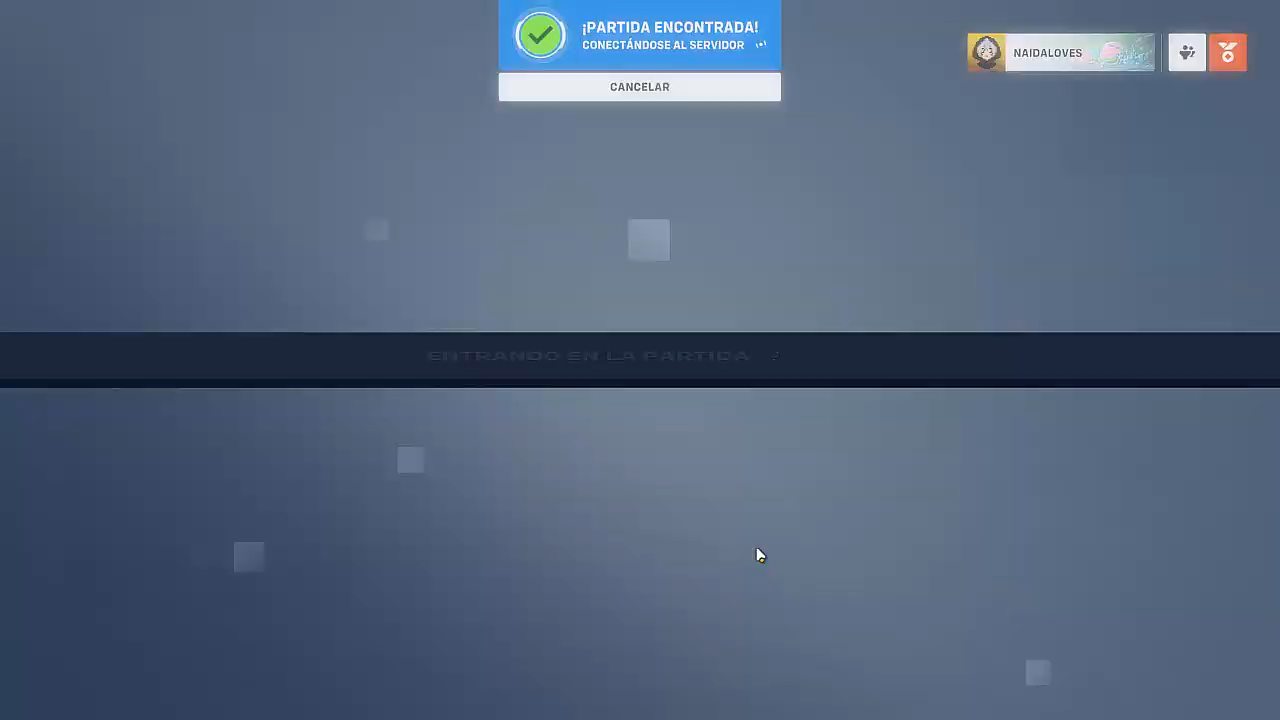 ¡PARTIDA ENCONTRADA!
CONECTÁNDOSE AL SERVIDOR
CANCELAR
NAIDALOVES
ENTRANDO EN LA PARTIDA